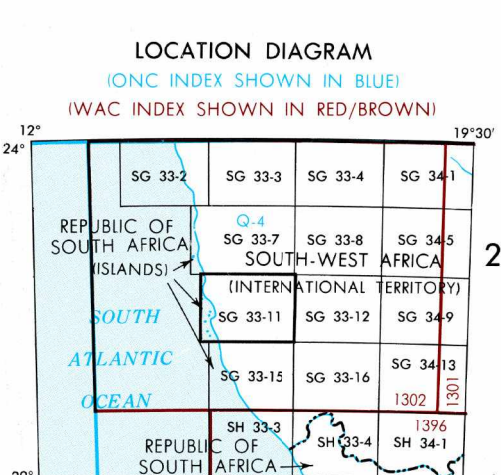 LOCATION DIAGRAM
(ONC INDEX SHOWN IN BLUE)
(WAC INDEX SHOWN IN RED/BROWN)
12° 19°30'
24°
SG 33-2 SG 33-3 SG 33-4 SG 34-1
Q-4
REPUBLIC OF
SOUTH AFRICA
(ISLANDS)
SG 33-7 SG 33-8 SG 34-5
SOUTH-WEST AFRICA
2
(INTERNATIONAL TERRITORY)
SOUTH
ATLANTIC
OCEAN
SG 33-11 SG 33-12 SG 34-9
SG 33-15 SG 33-16 SG 34-13
1302 1301
1396
SH 33-3 SH 33-4 SH 34-1
REPUBLIC OF
SOUTH AFRICA